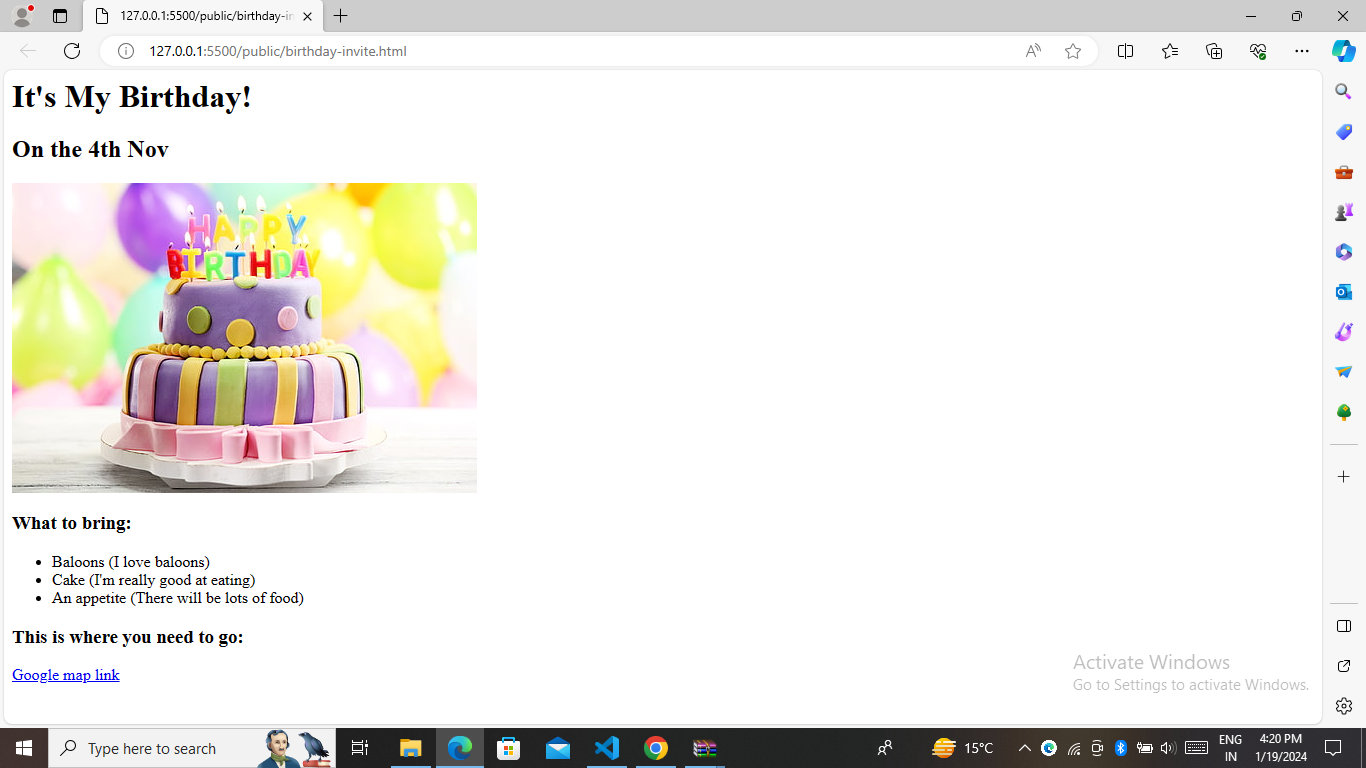 127.0.0.1:5500/public/birthday-in
127.0.0.1:5500/public/birthday-invite.html
It's My Birthday!
On the 4th Nov
HAPPY
BIRTHDAY
What to bring:
Baloons (I love baloons)
Cake (I'm really good at eating)
An appetite (There will be lots of food)
This is where you need to go:
Google map link
Activate Windows
Go to Settings to activate Windows.
Type here to search
15°C
ENG
IN
4:20 PM
1/19/2024